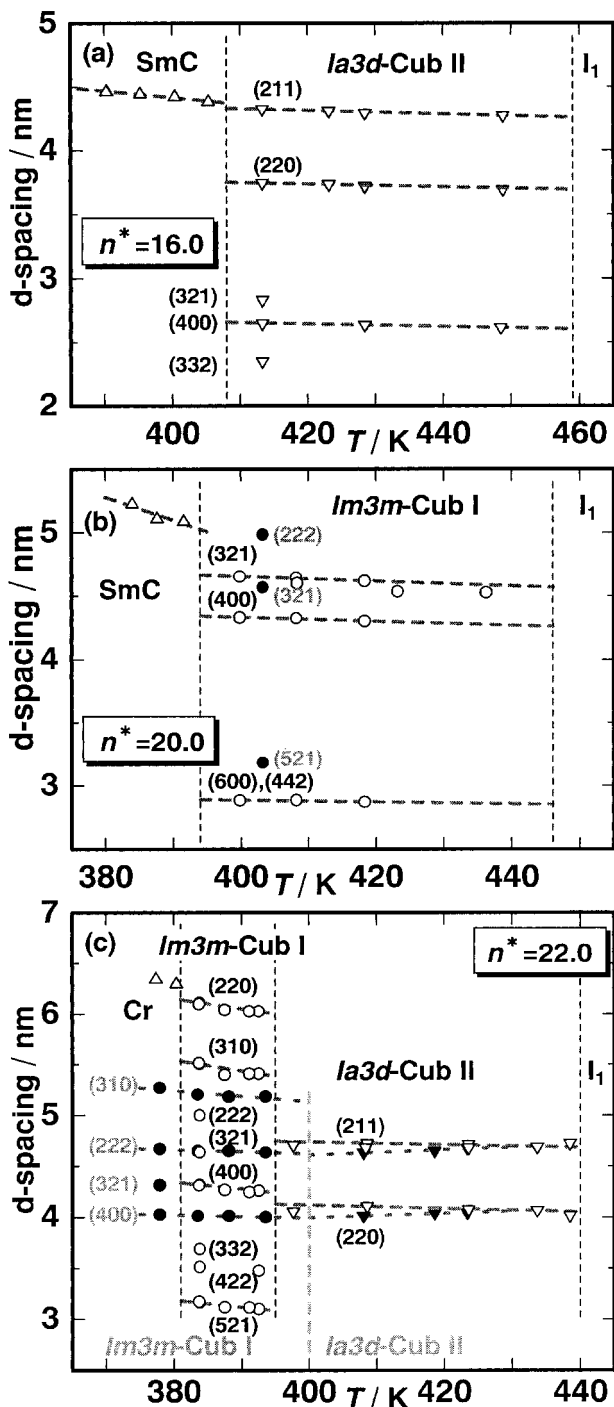 5
(a)
SmC
Ia3d-Cub II
I1
(211)
4
(220)
d-spacing / nm
n* =16.0
3
(321)
(400)
(332)
2
400
T / K
420
440
460
(b)
Im3m-Cub I
I1
5
(222)
(321)
SmC
(400)
(321)
4
d-spacing / nm
n* =20.0
(521)
3
(600),(442)
380
400
T / K
420
440
7
(c)
Im3m-Cub I
n* =22.0
(220)
6
Cr
(310)
Ia3d-Cub II
I1
(310)
d-spacing / nm
5
(222)
(211)
(222)
(321)
(321)
(400)
(400)
4
(220)
(332)
(422)
3
(521)
Im3m-Cub I
Ia3d-Cub II
380
400
T / K
420
440